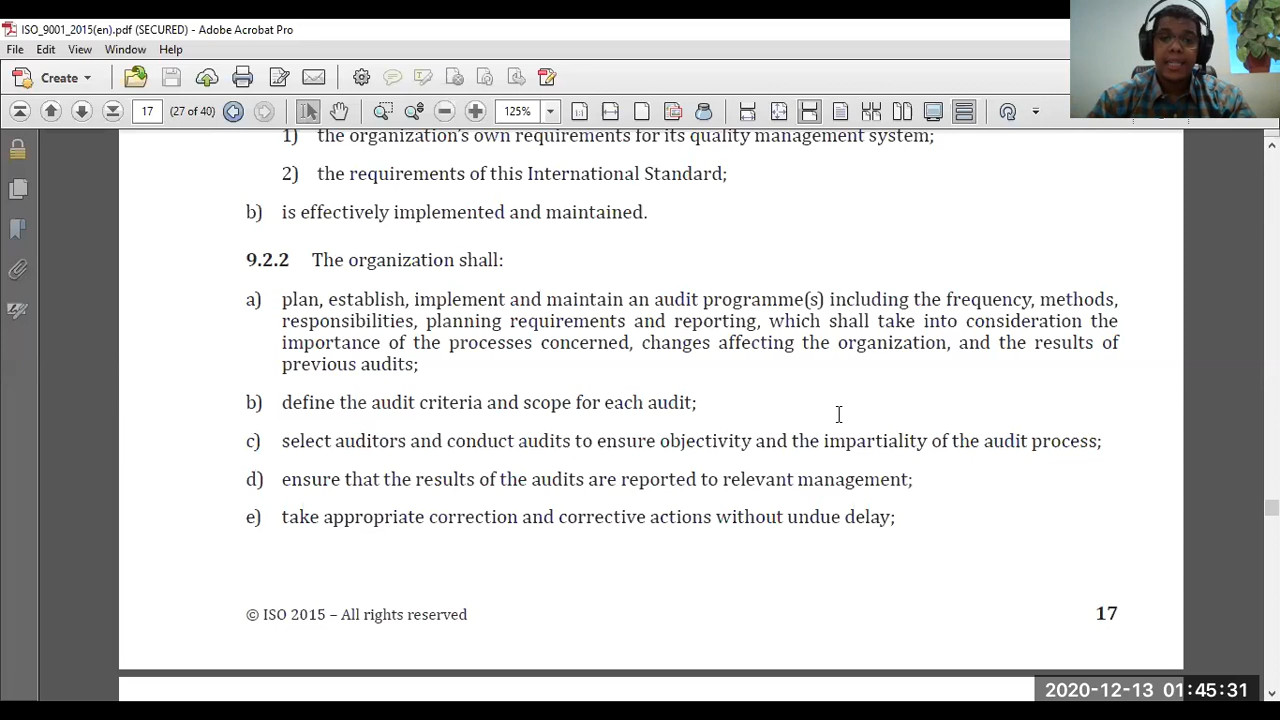 ISO_9001_2015(en).pdf (SECURED) - Adobe Acrobat Pro
File Edit View Window Help
Create
17 (27 of 40) 125%
1) the organization's own requirements for its quality management system;
2) the requirements of this International Standard;
b) is effectively implemented and maintained.
9.2.2 The organization shall:
a) plan, establish, implement and maintain an audit programme(s) including the frequency, methods,
responsibilities, planning requirements and reporting, which shall take into consideration the
importance of the processes concerned, changes affecting the organization, and the results of
previous audits;
b) define the audit criteria and scope for each audit;
c) select auditors and conduct audits to ensure objectivity and the impartiality of the audit process;
d) ensure that the results of the audits are reported to relevant management;
e) take appropriate correction and corrective actions without undue delay;
© ISO 2015 – All rights reserved 17
2020-12-13 01:45:31